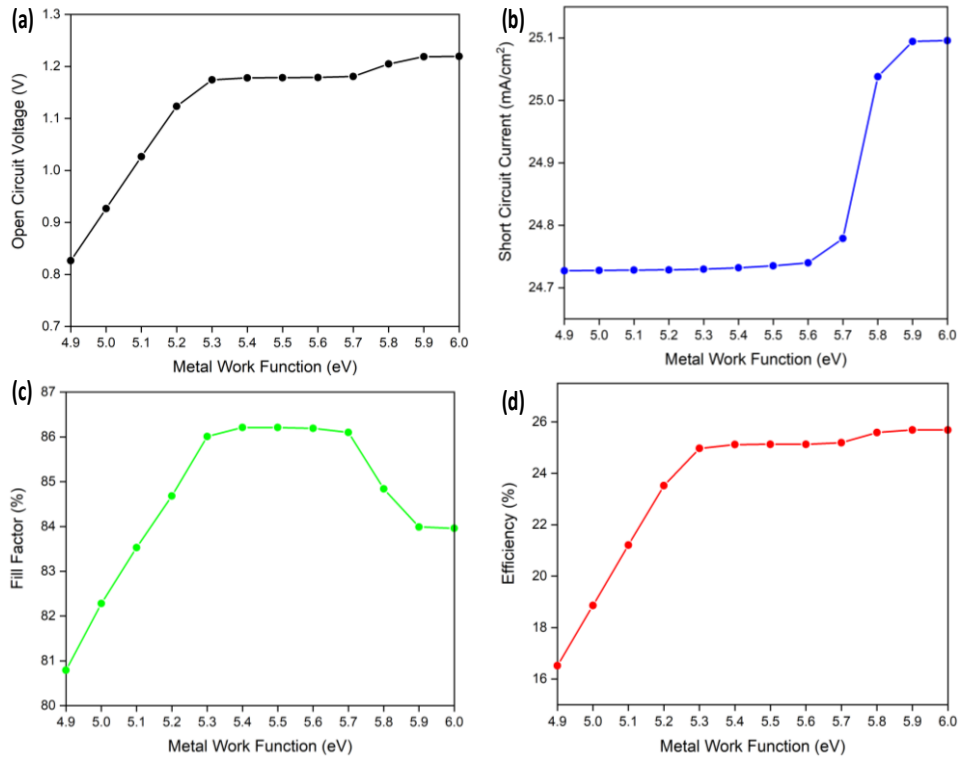 (a)
1.3
1.2
1.1
1.0
0.9
0.8
0.7
Open Circuit Voltage (V)
4.9 5.0 5.1 5.2 5.3 5.4 5.5 5.6 5.7 5.8 5.9 6.0
Metal Work Function (eV)
(b)
25.1
25.0
24.9
24.8
24.7
Short Circuit Current (mA/cm²)
4.9 5.0 5.1 5.2 5.3 5.4 5.5 5.6 5.7 5.8 5.9 6.0
Metal Work Function (eV)
(c)
87
86
85
84
83
82
81
80
Fill Factor (%)
4.9 5.0 5.1 5.2 5.3 5.4 5.5 5.6 5.7 5.8 5.9 6.0
Metal Work Function (eV)
(d)
26
24
22
20
18
16
Efficiency (%)
4.9 5.0 5.1 5.2 5.3 5.4 5.5 5.6 5.7 5.8 5.9 6.0
Metal Work Function (eV)